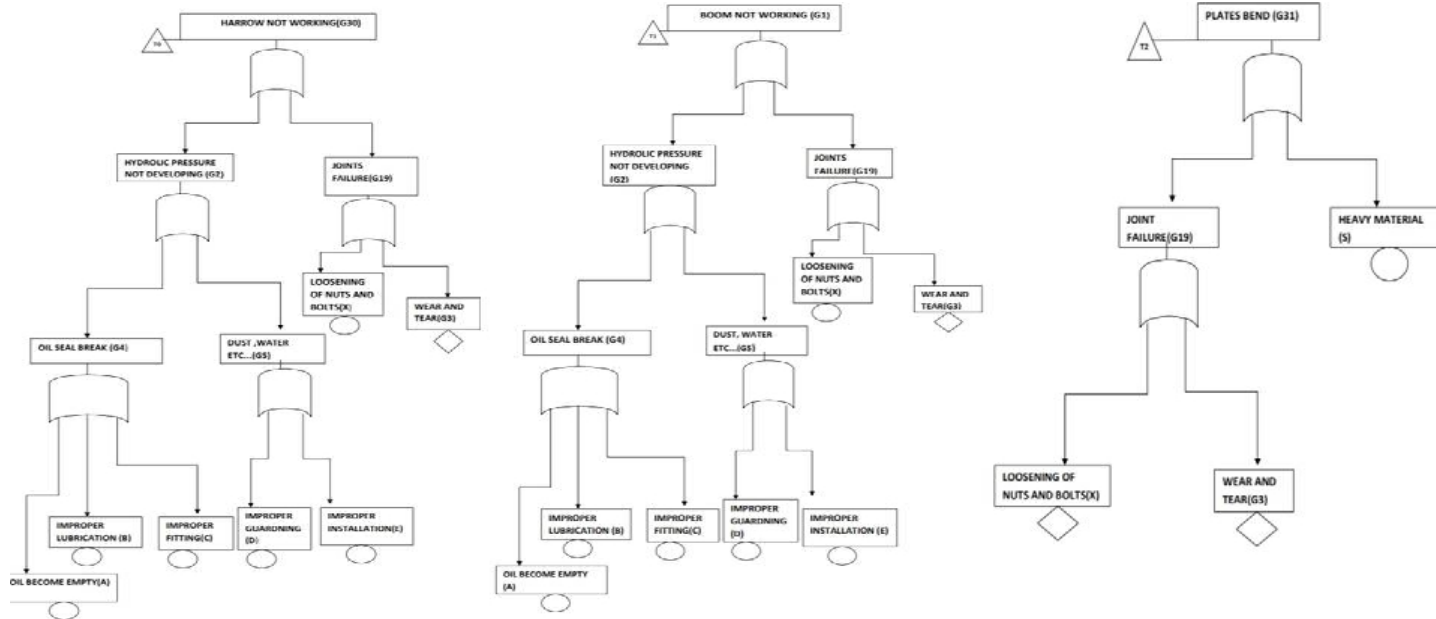 HARROW NOT WORKING(G30)
T0
HYDROLIC PRESSURE
NOT DEVELOPING (G2)
JOINTS
FAILURE(G19)
LOOSENING
OF NUTS AND
BOLTS(X)
WEAR AND
TEAR(G3)
OIL SEAL BREAK (G4)
DUST ,WATER
ETC...(G5)
IMPROPER
LUBRICATION (B)
IMPROPER
FITTING(C)
IMPROPER
GUARDNING
(D)
IMPROPER
INSTALLATION(E)
OIL BECOME EMPTY(A)
BOOM NOT WORKING (G1)
T1
HYDROLIC PRESSURE
NOT DEVELOPING
(G2)
JOINTS
FAILURE(G19)
LOOSENING
OF NUTS AND
BOLTS(X)
WEAR AND
TEAR(G3)
OIL SEAL BREAK (G4)
DUST, WATER
ETC...(G5)
IMPROPER
LUBRICATION (B)
IMPROPER
FITTING(C)
IMPROPER
GUARDNING
(D)
IMPROPER
INSTALLATION (E)
OIL BECOME EMPTY
(A)
PLATES BEND (G31)
T2
JOINT
FAILURE(G19)
HEAVY MATERIAL
(S)
LOOSENING OF
NUTS AND BOLTS(X)
WEAR AND
TEAR(G3)